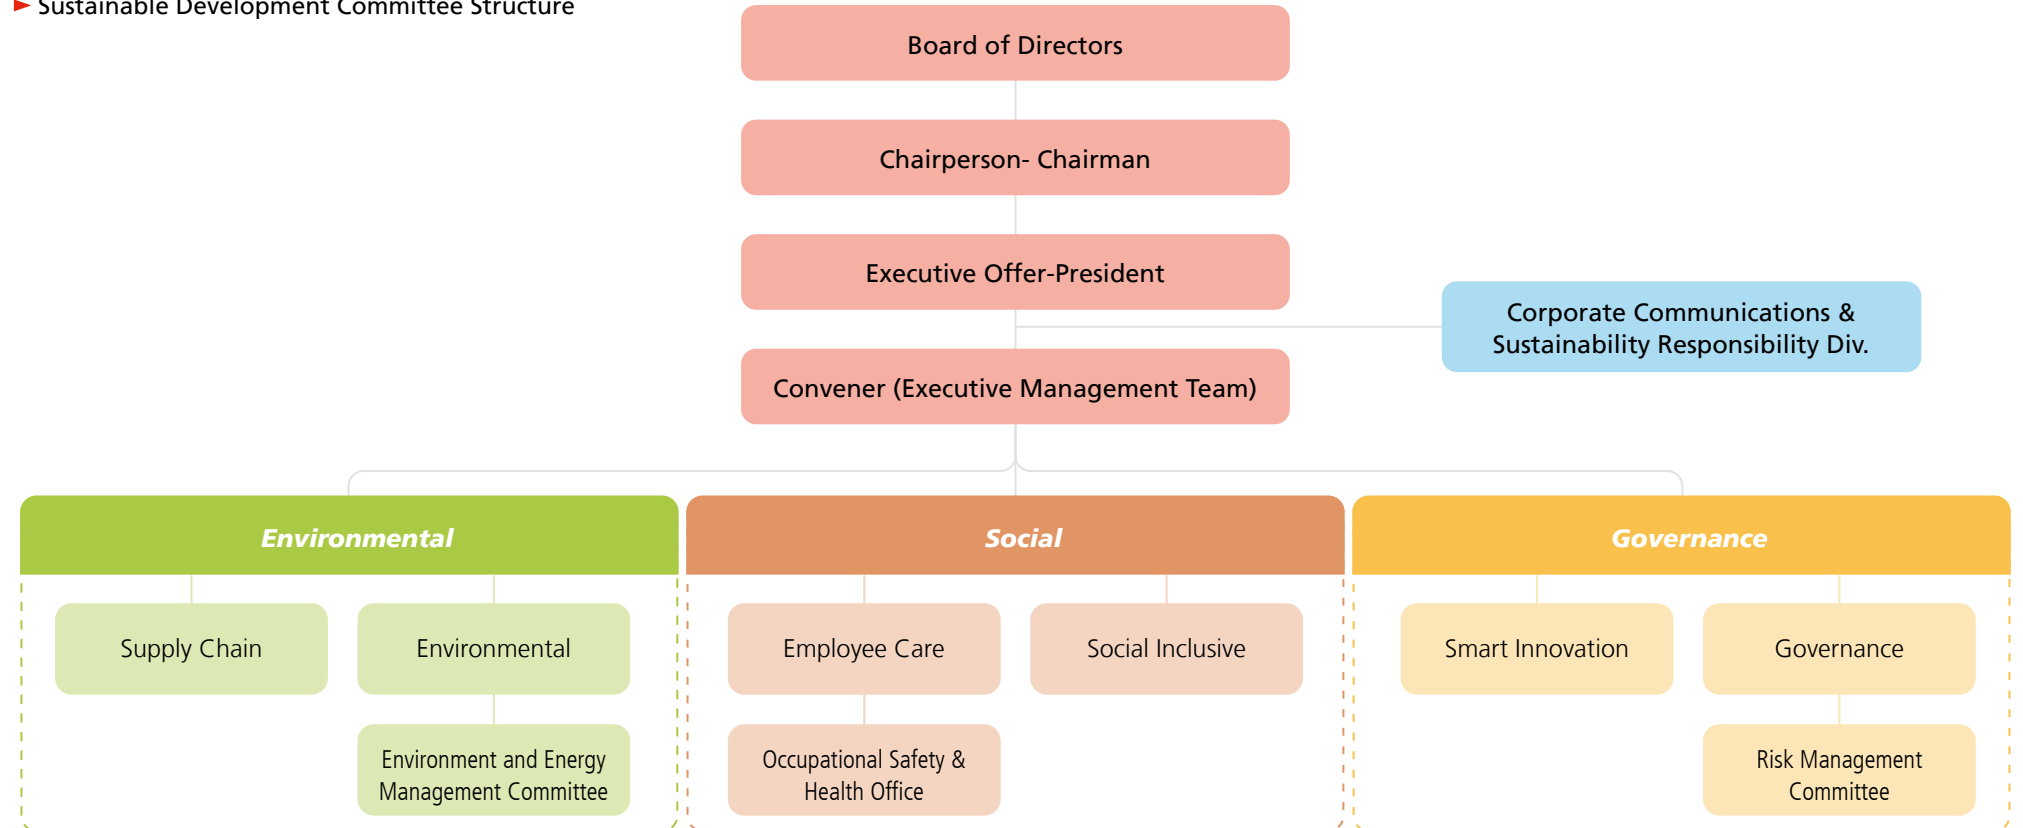 Sustainable Development Committee Structure
Board of Directors
Chairperson- Chairman
Executive Offer-President
Corporate Communications &
Sustainability Responsibility Div.
Convener (Executive Management Team)
Environmental
Social
Governance
Supply Chain
Environmental
Employee Care
Social Inclusive
Smart Innovation
Governance
Environment and Energy
Management Committee
Occupational Safety &
Health Office
Risk Management
Committee